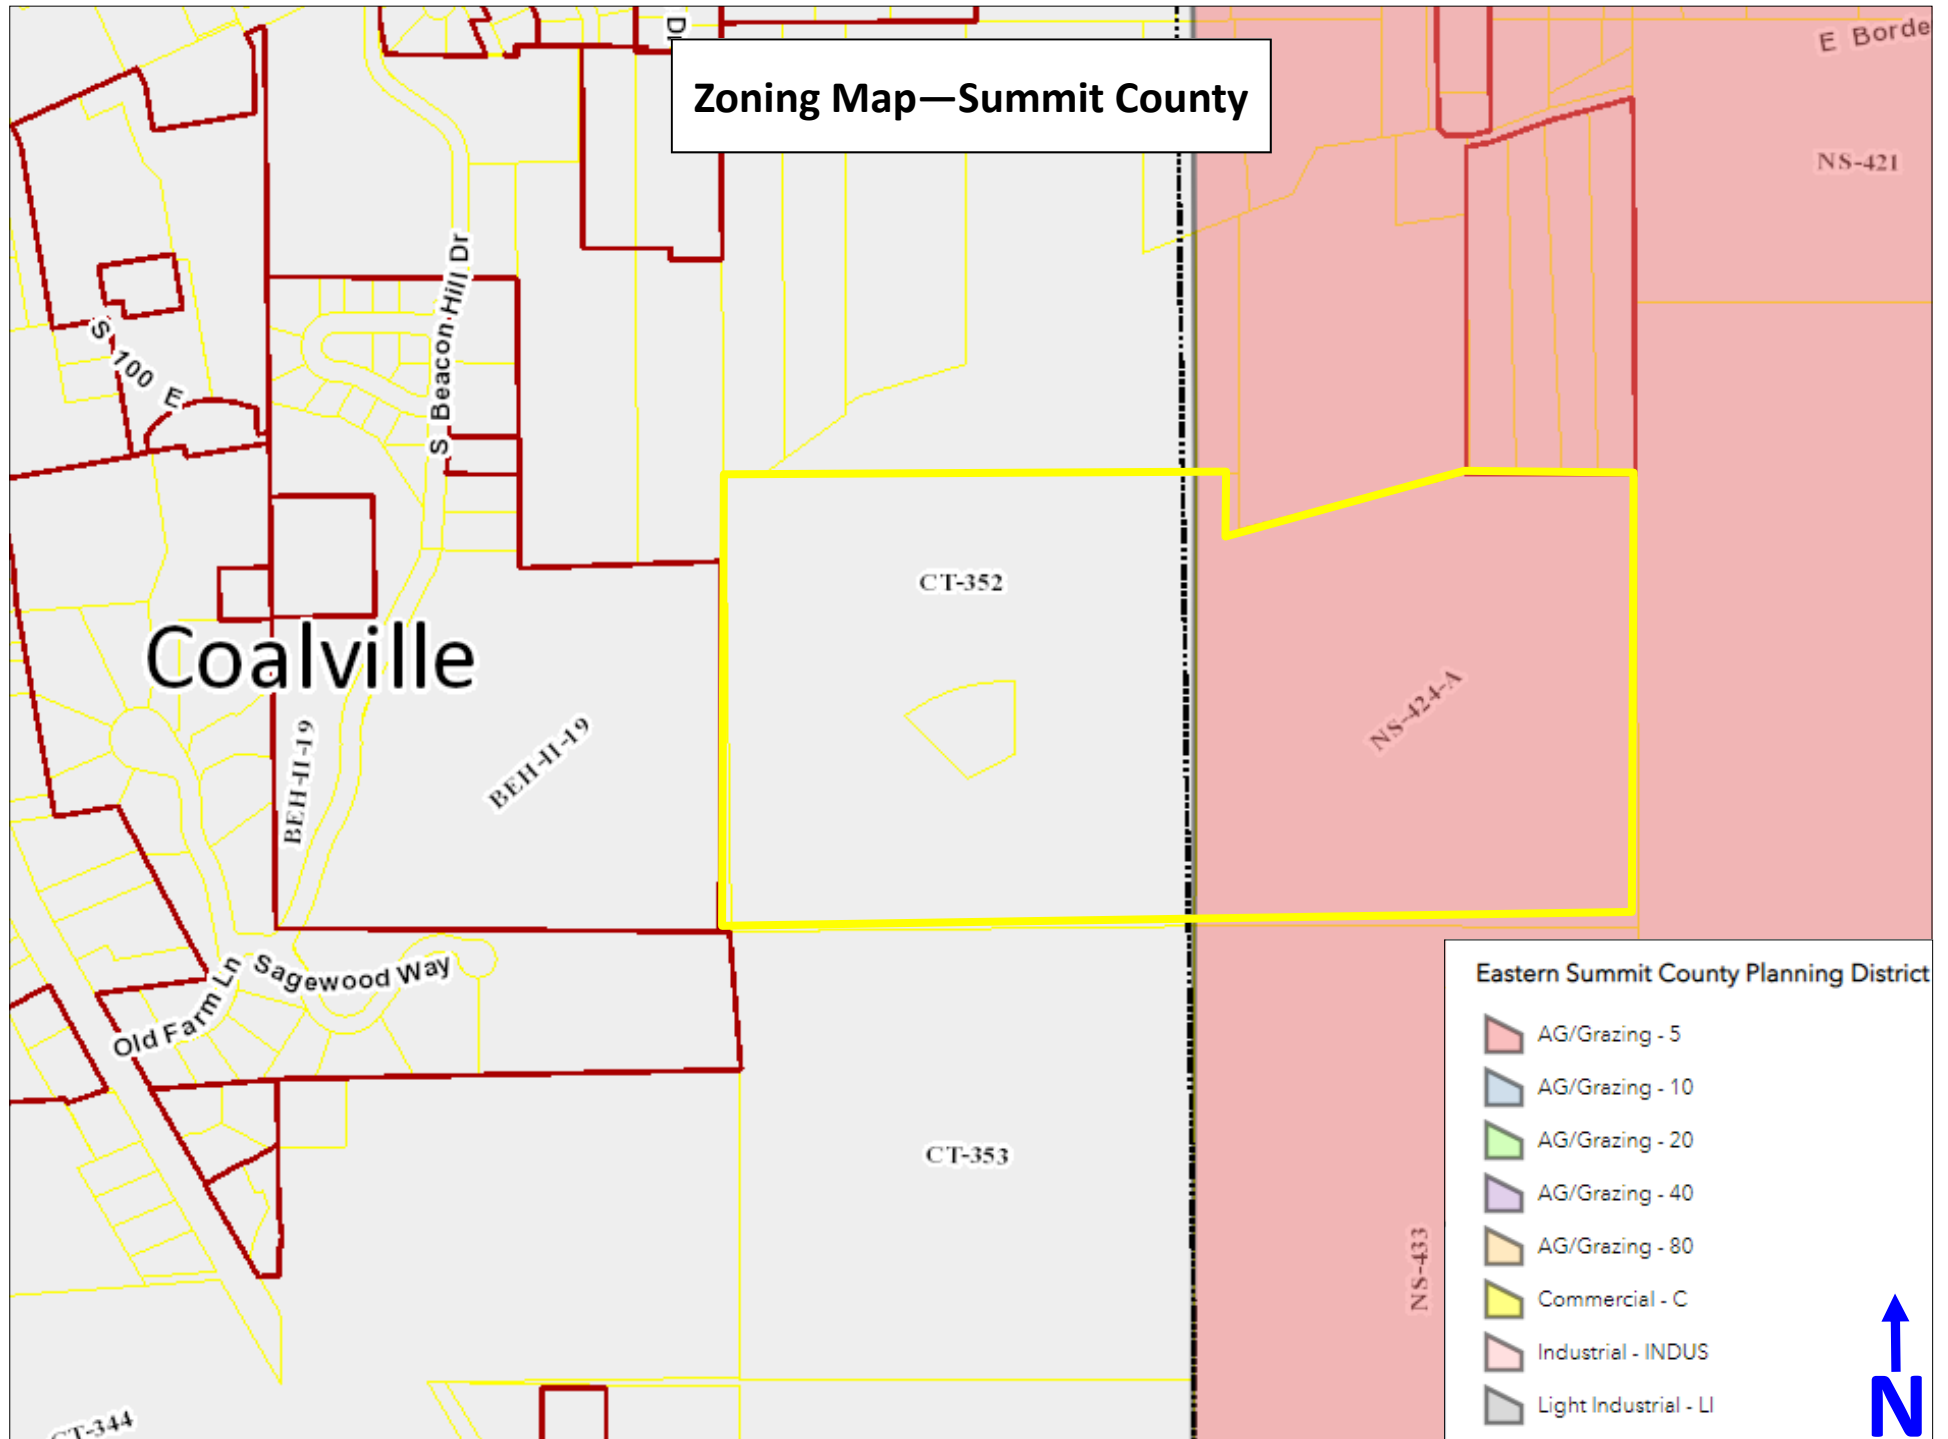 D
E Borde
Zoning Map—Summit County
NS-421
S Beacon Hill Dr
S 100 E
CT-352
Coalville
NS-424-A
BEH-II-19
BEH-II-19
Sagewood Way
Old Farm Ln
Eastern Summit County Planning District
AG/Grazing - 5
AG/Grazing - 10
AG/Grazing - 20
AG/Grazing - 40
AG/Grazing - 80
Commercial - C
Industrial - INDUS
Light Industrial - LI
CT-353
NS-433
CT-344
N